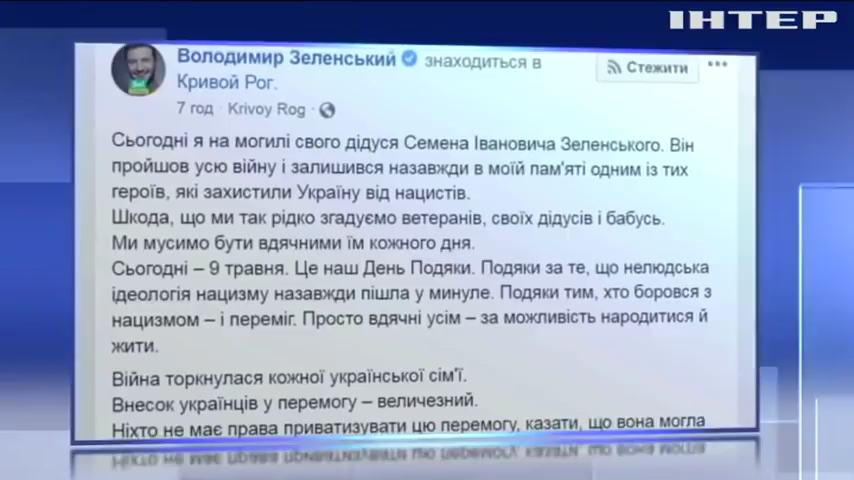 ІНТЕР
Володимир Зеленський знаходиться в
Кривой Рог.
Стежити
7 год · Krivoy Rog ·
Сьогодні я на могилі свого дідуся Семена Івановича Зеленського. Він
пройшов усю війну і залишився назавжди в моїй пам'яті одним із тих
героїв, які захистили Україну від нацистів.
Шкода, що ми так рідко згадуємо ветеранів, своїх дідусів і бабусь.
Ми мусимо бути вдячними їм кожного дня.
Сьогодні – 9 травня. Це наш День Подяки. Подяки за те, що нелюдська
ідеологія нацизму назавжди пішла у минуле. Подяки тим, хто боровся з
нацизмом – і переміг. Просто вдячні усім – за можливість народитися й
жити.
Війна торкнулася кожної української сім'ї.
Внесок українців у перемогу – величезний.
Ніхто не має права приватизувати цю перемогу, казати, що вона могла